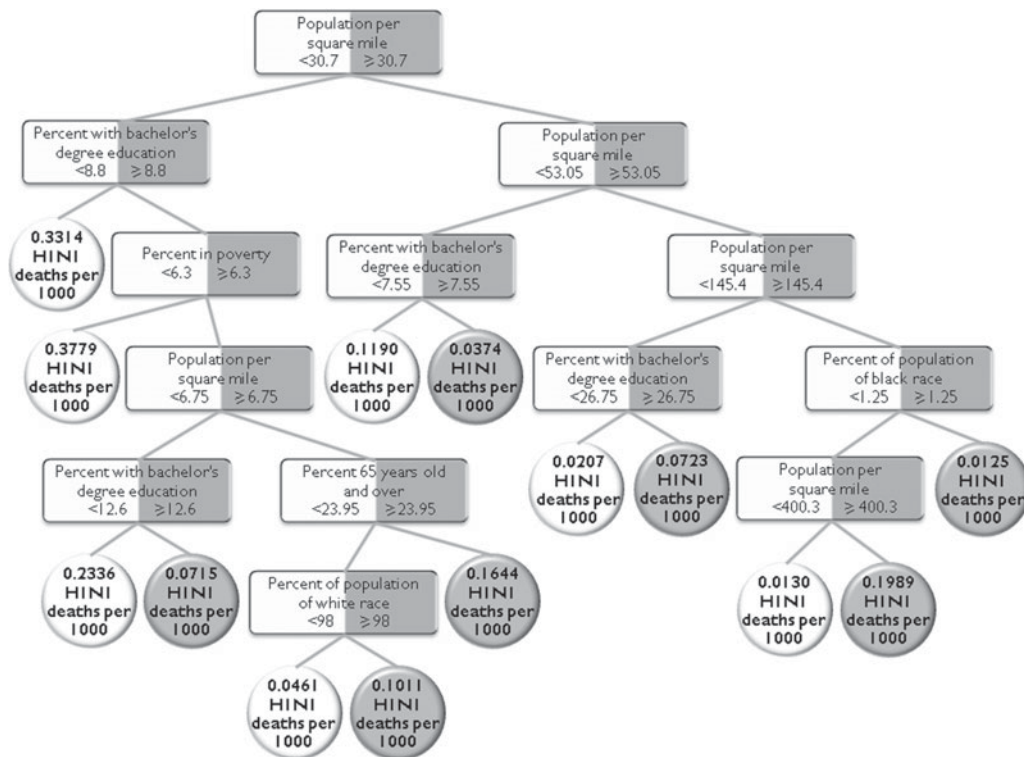 Population per
square mile
<30.7 ≥30.7
Percent with bachelor's
degree education
<8.8 ≥8.8
Population per
square mile
<53.05 ≥53.05
0.3314
HINI
deaths per
1000
Percent in poverty
<6.3 ≥6.3
Percent with bachelor's
degree education
<7.55 ≥7.55
Population per
square mile
<145.4 ≥145.4
0.3779
HINI
deaths per
1000
Population per
square mile
<6.75 ≥6.75
0.1190
HINI
deaths per
1000
0.0374
HINI
deaths per
1000
Percent with bachelor's
degree education
<26.75 ≥26.75
Percent of population
of black race
<1.25 ≥1.25
Percent with bachelor's
degree education
<12.6 ≥12.6
Percent 65 years old
and over
<23.95 ≥23.95
0.0207
HINI
deaths per
1000
0.0723
HINI
deaths per
1000
Population per
square mile
<400.3 ≥400.3
0.0125
HINI
deaths per
1000
0.2336
HINI
deaths per
1000
0.0715
HINI
deaths per
1000
Percent of population
of white race
<98 ≥98
0.1644
HINI
deaths per
1000
0.0130
HINI
deaths per
1000
0.1989
HINI
deaths per
1000
0.0461
HINI
deaths per
1000
0.1011
HINI
deaths per
1000